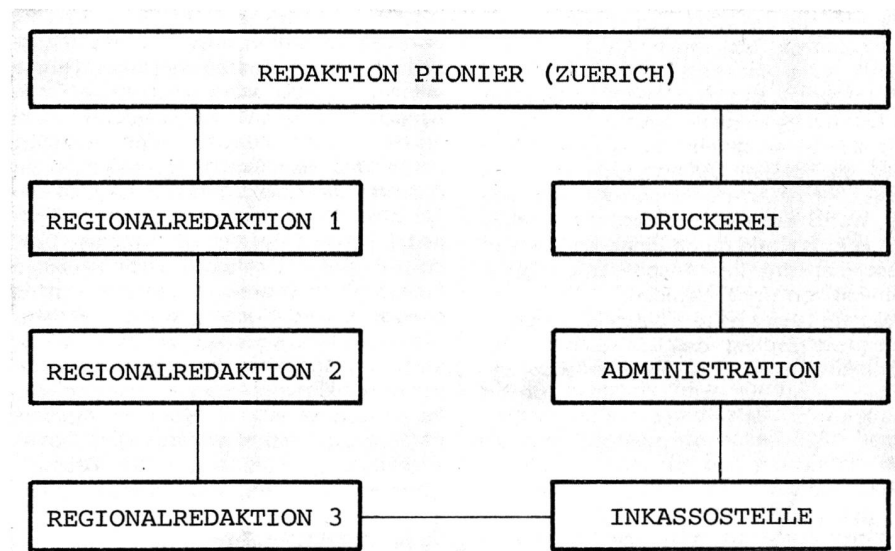 REDAKTION PIONIER (ZUERICH)
REGIONALREDAKTION 1
DRUCKEREI
REGIONALREDAKTION 2
ADMINISTRATION
REGIONALREDAKTION 3
INKASSOSTELLE